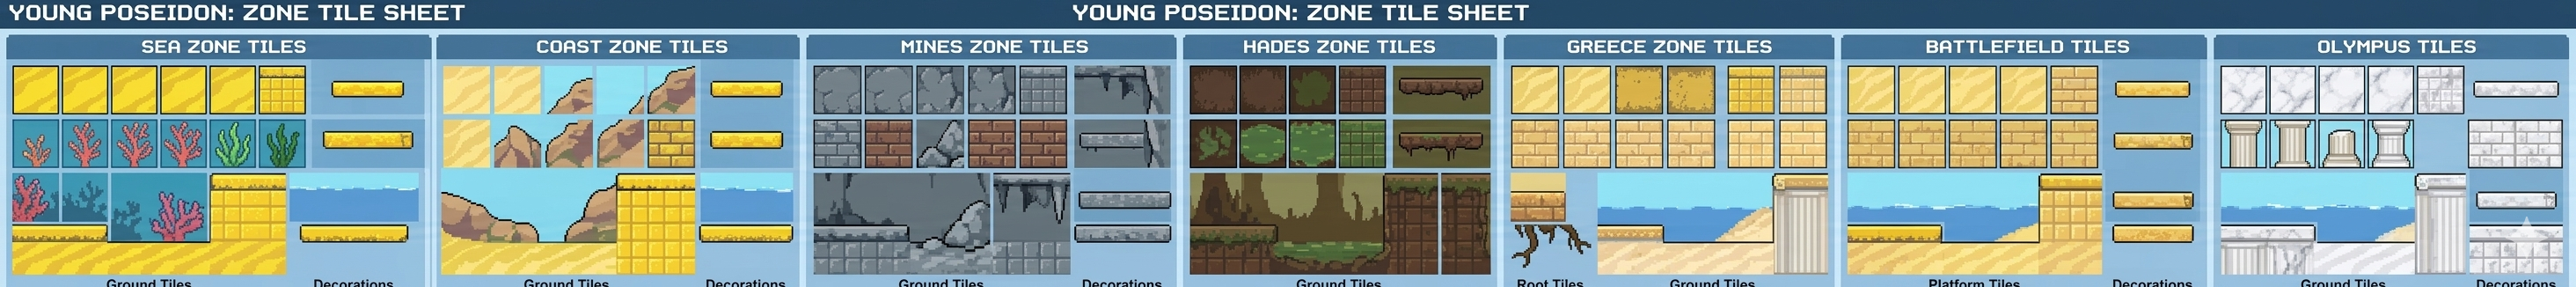 YOUNG POSEIDON: ZONE TILE SHEET
YOUNG POSEIDON: ZONE TILE SHEET
SEA ZONE TILES
COAST ZONE TILES
MINES ZONE TILES
HADES ZONE TILES
GREECE ZONE TILES
BATTLEFIELD TILES
OLYMPUS TILES
Ground Tiles
Decorations
Ground Tiles
Decorations
Ground Tiles
Decorations
Ground Tiles
Root Tiles
Ground Tiles
Platform Tiles
Decorations
Ground Tiles
Decorations